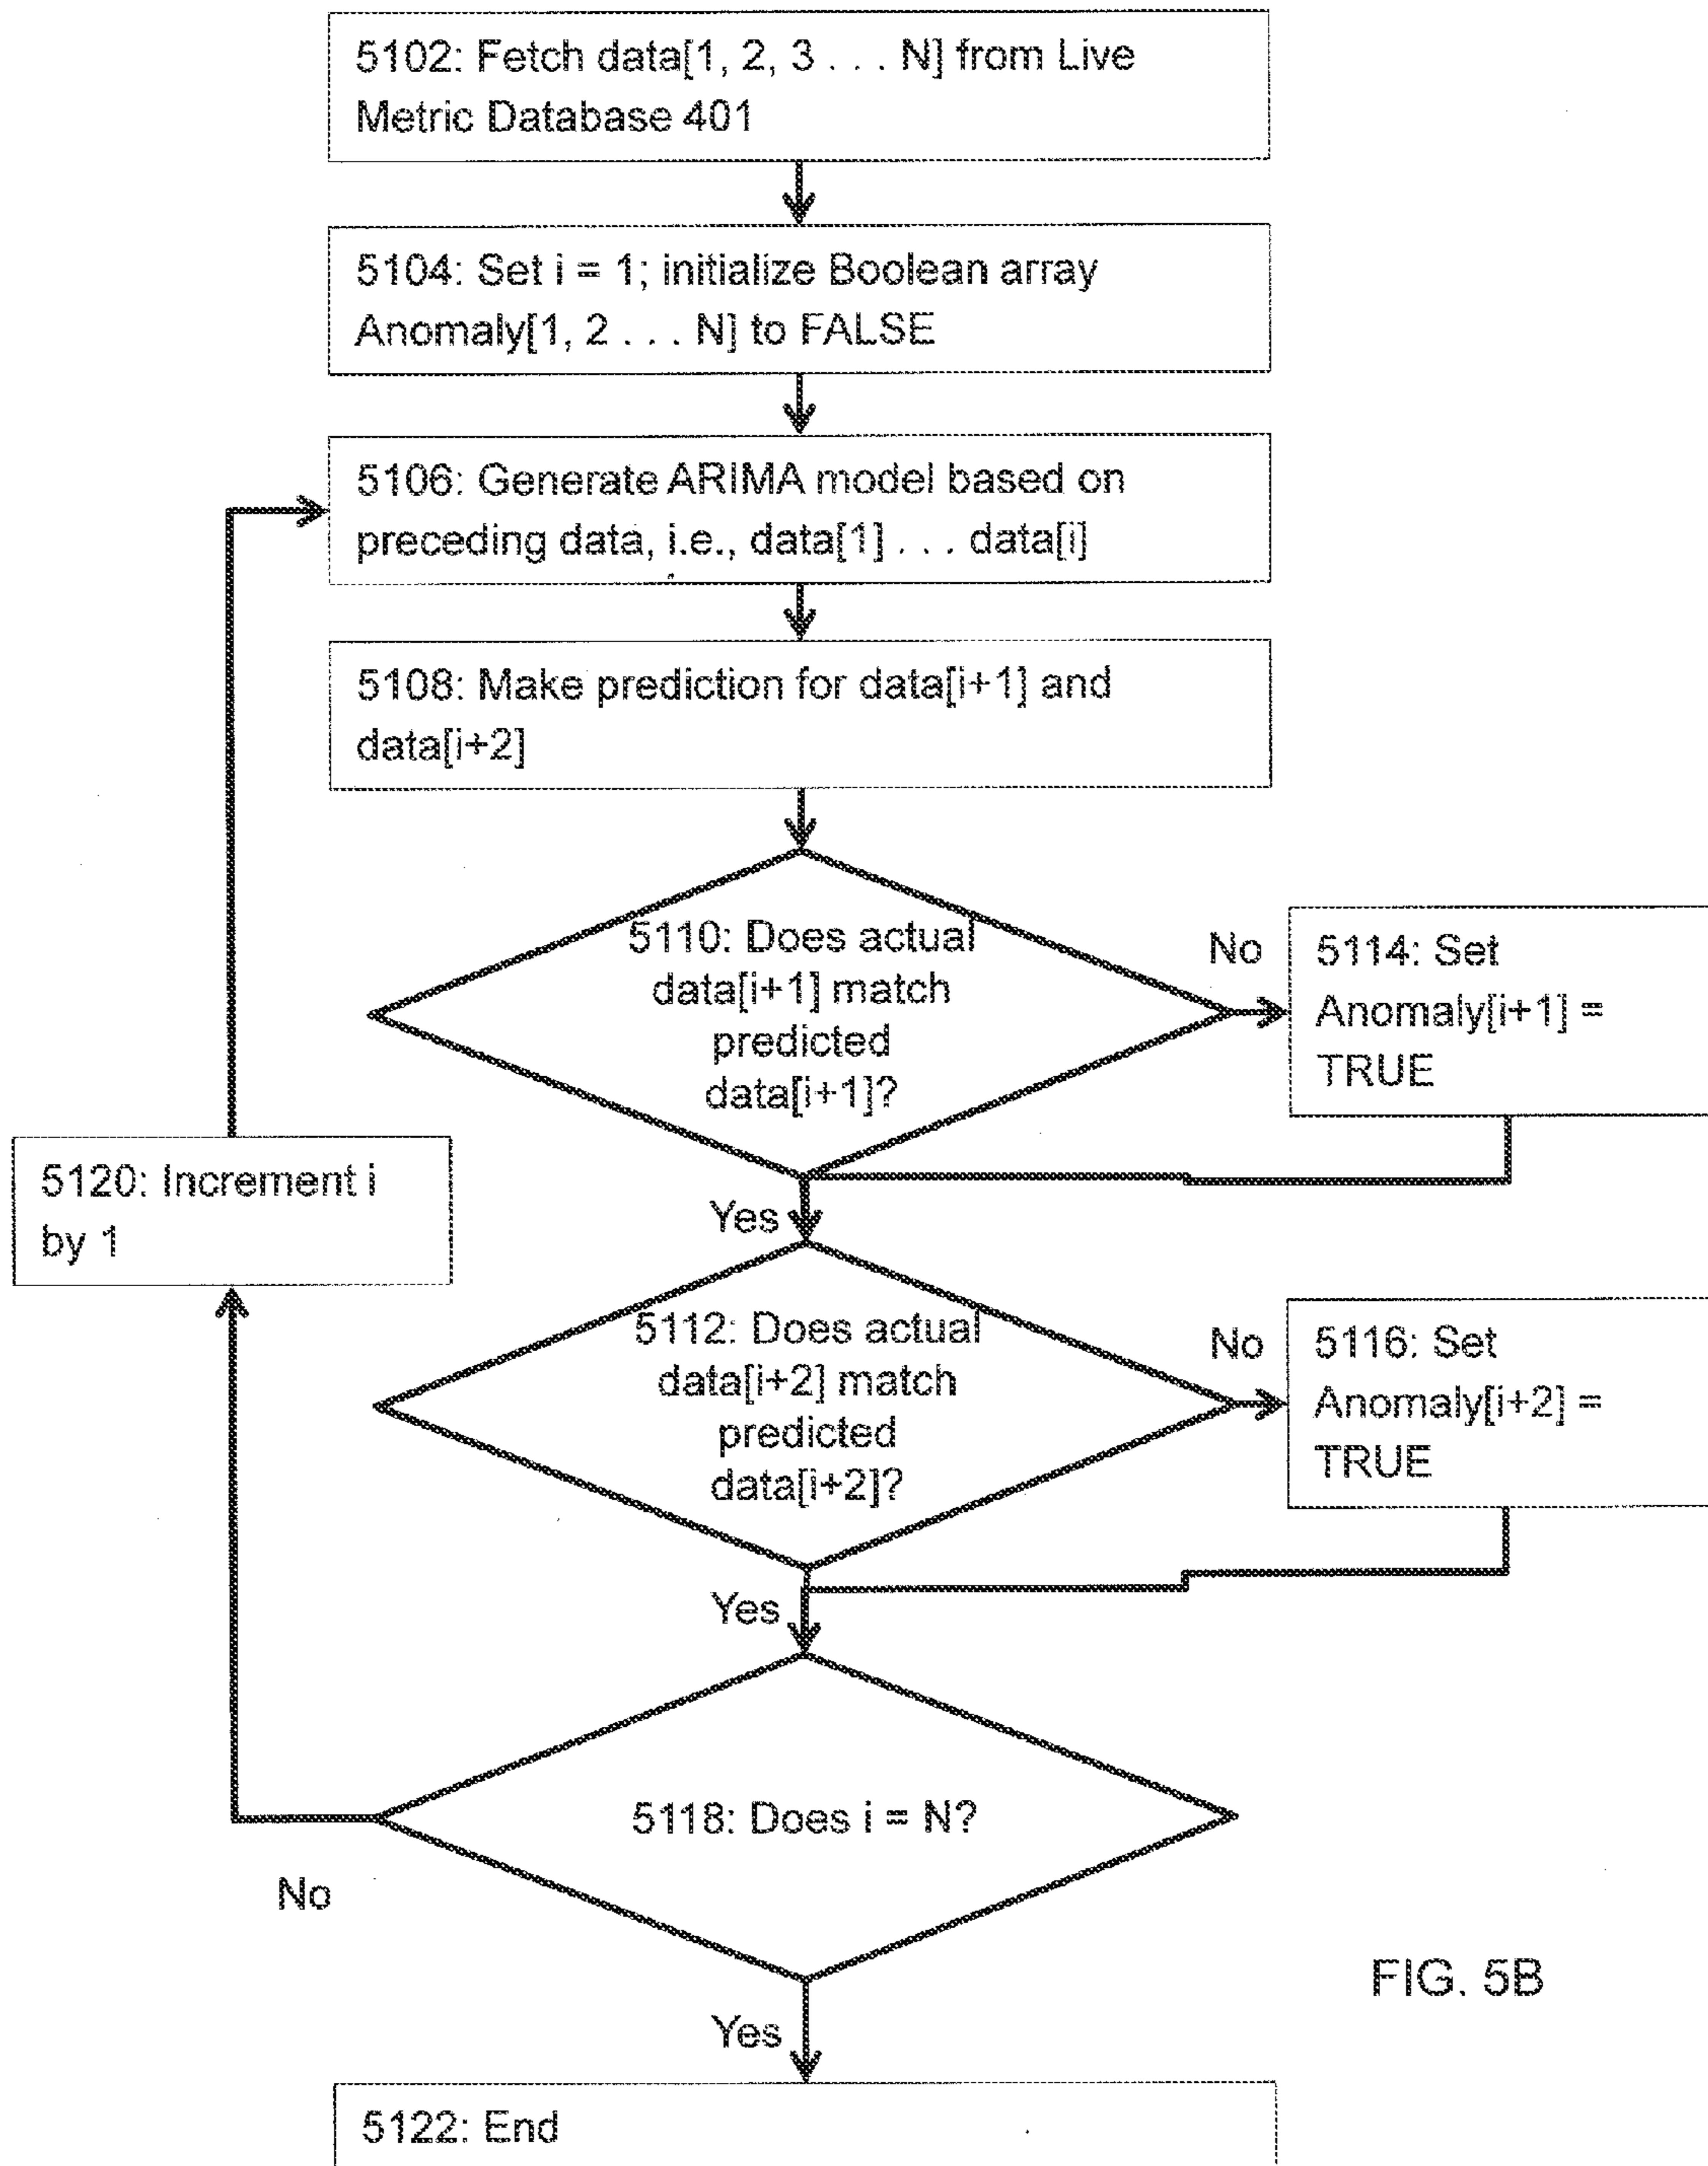 5102: Fetch data[1, 2, 3 . . . N] from Live
Metric Database 401
5104: Set i = 1; initialize Boolean array
Anomaly[1, 2 . . . N] to FALSE
5106: Generate ARIMA model based on
preceding data, i.e., data[1] . . . data[i]
5108: Make prediction for data[i+1] and
data[i+2]
5110: Does actual
data[i+1] match
predicted
data[i+1]?
No
5114: Set
Anomaly[i+1] =
TRUE
5120: Increment i
by 1
Yes
5112: Does actual
data[i+2] match
predicted
data[i+2]?
No
5116: Set
Anomaly[i+2] =
TRUE
Yes
5118: Does i = N?
No
FIG. 5B
Yes
5122: End